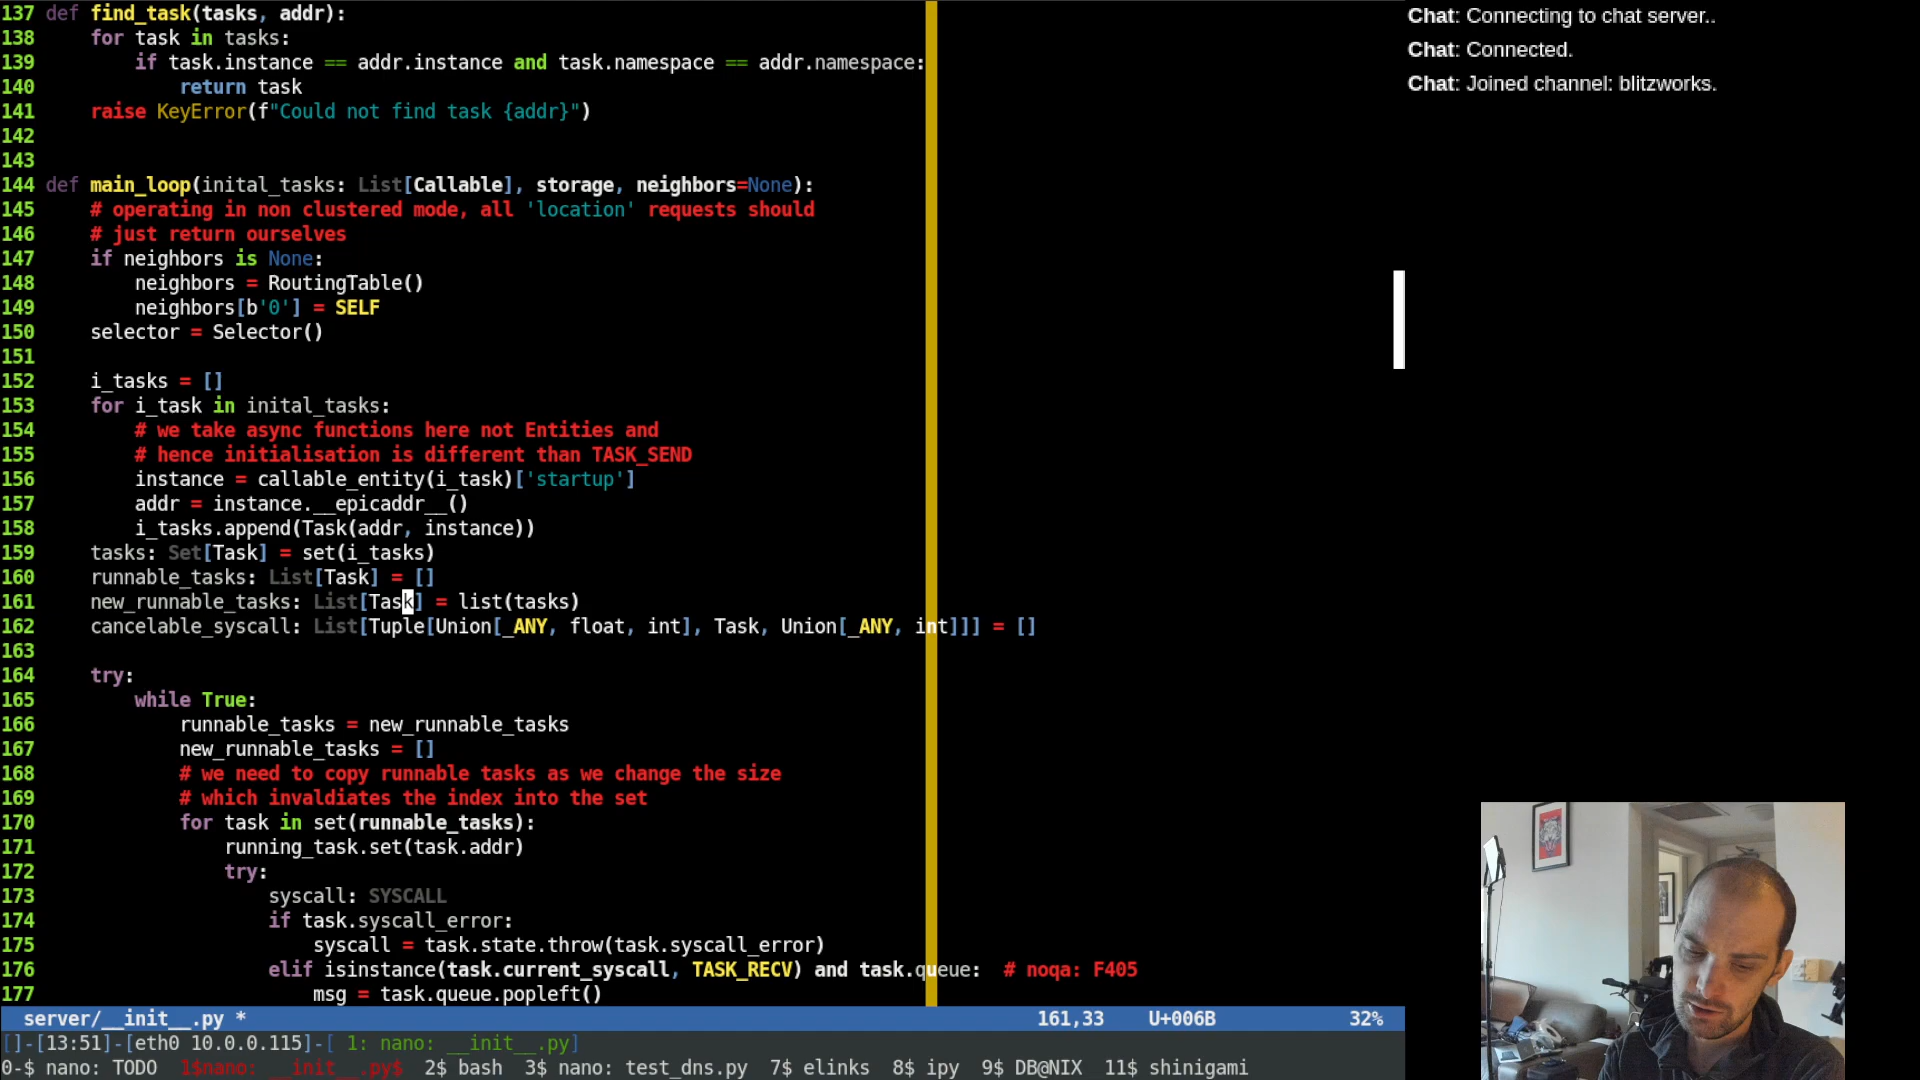 137 def find_task(tasks, addr):
138     for task in tasks:
139         if task.instance == addr.instance and task.namespace == addr.namespace:
140             return task
141     raise KeyError(f"Could not find task {addr}")
142
143
144 def main_loop(inital_tasks: List[Callable], storage, neighbors=None):
145     # operating in non clustered mode, all 'location' requests should
146     # just return ourselves
147     if neighbors is None:
148         neighbors = RoutingTable()
149         neighbors[b'0'] = SELF
150     selector = Selector()
151
152     i_tasks = []
153     for i_task in inital_tasks:
154         # we take async functions here not Entities and
155         # hence initialisation is different than TASK_SEND
156         instance = callable_entity(i_task)['startup']
157         addr = instance.__epicaddr__()
158         i_tasks.append(Task(addr, instance))
159     tasks: Set[Task] = set(i_tasks)
160     runnable_tasks: List[Task] = []
161     new_runnable_tasks: List[Task] = list(tasks)
162     cancelable_syscall: List[Tuple[Union[_ANY, float, int], Task, Union[_ANY, int]]] = []
163
164     try:
165         while True:
166             runnable_tasks = new_runnable_tasks
167             new_runnable_tasks = []
168             # we need to copy runnable tasks as we change the size
169             # which invaldiates the index into the set
170             for task in set(runnable_tasks):
171                 running_task.set(task.addr)
172                 try:
173                     syscall: SYSCALL
174                     if task.syscall_error:
175                         syscall = task.state.throw(task.syscall_error)
176                     elif isinstance(task.current_syscall, TASK_RECV) and task.queue:  # noqa: F405
177                         msg = task.queue.popleft()
server/__init__.py *     161,33    U+006B    32%
[]-[13:51]-[eth0 10.0.0.115]-[ 1: nano: __init__.py]
0-$ nano: TODO  1$nano: __init__.py$  2$ bash  3$ nano: test_dns.py  7$ elinks  8$ ipy  9$ DB@NIX  11$ shinigami
Chat: Connecting to chat server..
Chat: Connected.
Chat: Joined channel: blitzworks.